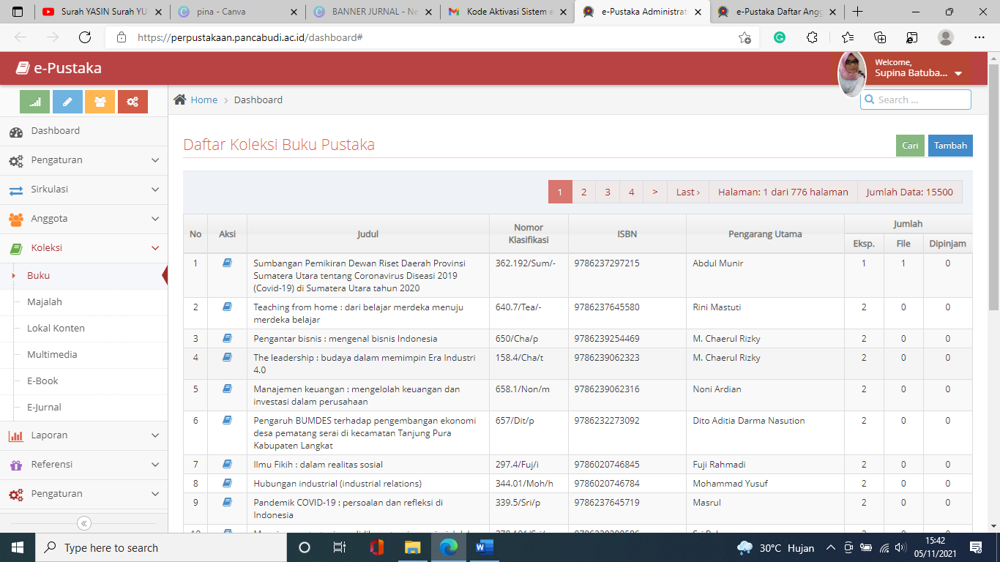 Surah YASIN Surah YU
pina - Canva
BANNER JURNAL - Ne
Kode Aktivasi Sistem e
e-Pustaka Administrat
e-Pustaka Daftar Angg
https://perpustakaan.pancabudi.ac.id/dashboard#
e-Pustaka
Welcome,
Supina Batuba...
Home > Dashboard
Search ...
Dashboard
Pengaturan
Sirkulasi
Anggota
Koleksi
Buku
Majalah
Lokal Konten
Multimedia
E-Book
E-Jurnal
Laporan
Referensi
Pengaturan
Daftar Koleksi Buku Pustaka
Cari Tambah
1 2 3 4 > Last › Halaman: 1 dari 776 halaman Jumlah Data: 15500
No Aksi Judul Nomor Klasifikasi ISBN Pengarang Utama Jumlah
Eksp. File Dipinjam
1 Sumbangan Pemikiran Dewan Riset Daerah Provinsi 362.192/Sum/- 9786237297215 Abdul Munir 1 1 0
Sumatera Utara tentang Coronavirus Diseasi 2019
(Covid-19) di Sumatera Utara tahun 2020
2 Teaching from home : dari belajar merdeka menuju 640.7/Tea/- 9786237645580 Rini Mastuti 2 0 0
merdeka belajar
3 Pengantar bisnis : mengenal bisnis Indonesia 650/Cha/p 9786239254469 M. Chaerul Rizky 2 0 0
4 The leadership : budaya dalam memimpin Era Industri 158.4/Cha/t 9786239062323 M. Chaerul Rizky 2 0 0
4.0
5 Manajemen keuangan : mengelolah keuangan dan 658.1/Non/m 9786239062316 Noni Ardian 2 0 0
investasi dalam perusahaan
6 Pengaruh BUMDES terhadap pengembangan ekonomi 657/Dit/p 9786232273092 Dito Aditia Darma Nasution 2 0 0
desa pematang serai di kecamatan Tanjung Pura
Kabupaten Langkat
7 Ilmu Fikih : dalam realitas sosial 297.4/Fuj/i 9786020746845 Fuji Rahmadi 2 0 0
8 Hubungan industrial (industrial relations) 344.01/Moh/h 9786020746784 Mohammad Yusuf 2 0 0
9 Pandemik COVID-19 : persoalan dan refleksi di 339.5/Sri/p 9786237645719 Masrul 2 0 0
Indonesia
Type here to search
30°C Hujan
15:42
05/11/2021